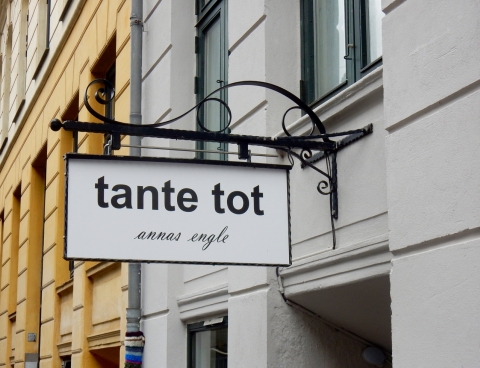 tante tot
annas engle